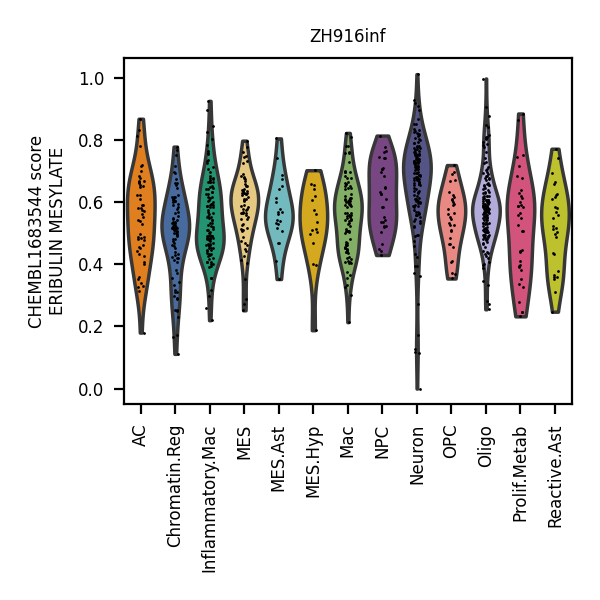 ZH916inf
CHEMBL1683544 score
ERIBULIN MESYLATE
1.0
0.8
0.6
0.4
0.2
0.0
AC
Chromatin.Reg
Inflammatory.Mac
MES
MES.Ast
MES.Hyp
Mac
NPC
Neuron
OPC
Oligo
Prolif.Metab
Reactive.Ast